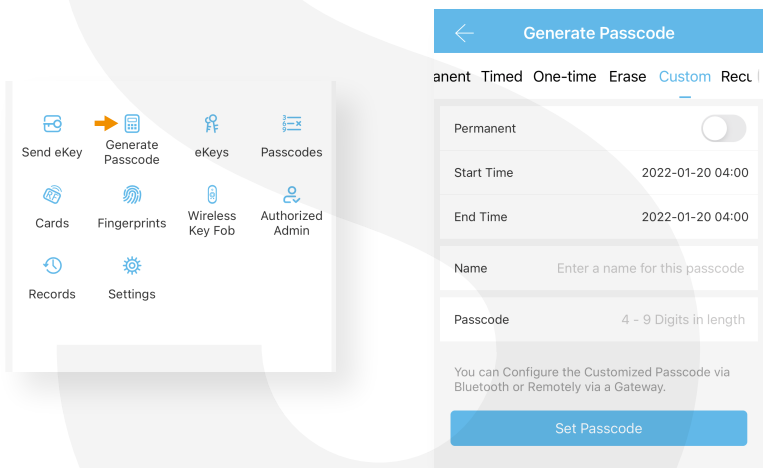 Send eKey
Generate
Passcode
eKeys
Passcodes
Cards
Fingerprints
Wireless
Key Fob
Authorized
Admin
Records
Settings
Generate Passcode
anent Timed One-time Erase Custom Recu
Permanent
Start Time 2022-01-20 04:00
End Time 2022-01-20 04:00
Name Enter a name for this passcode
Passcode 4 - 9 Digits in length
You can Configure the Customized Passcode via
Bluetooth or Remotely via a Gateway.
Set Passcode